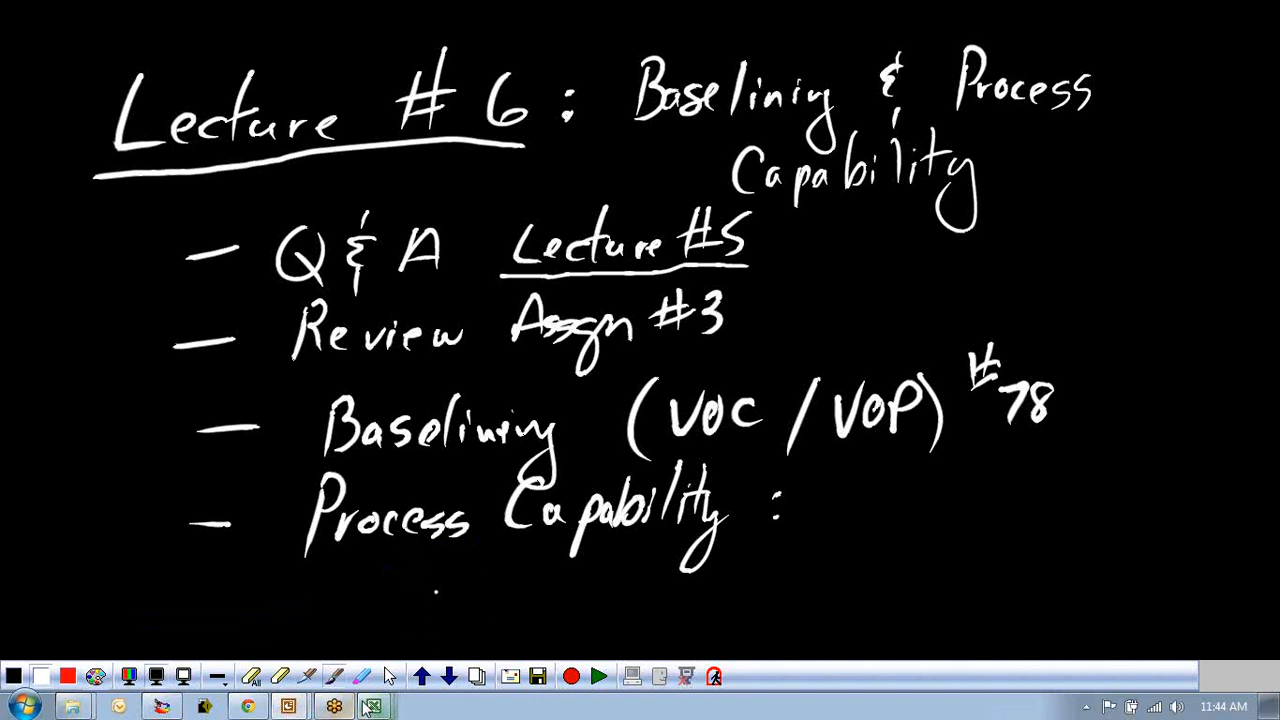 Lecture # 6 : Baselining & Process
Capability
— Q & A Lecture #5
— Review Assgn #3
— Baselining (VOC / VOP) #78
— Process Capability :
All
11:44 AM